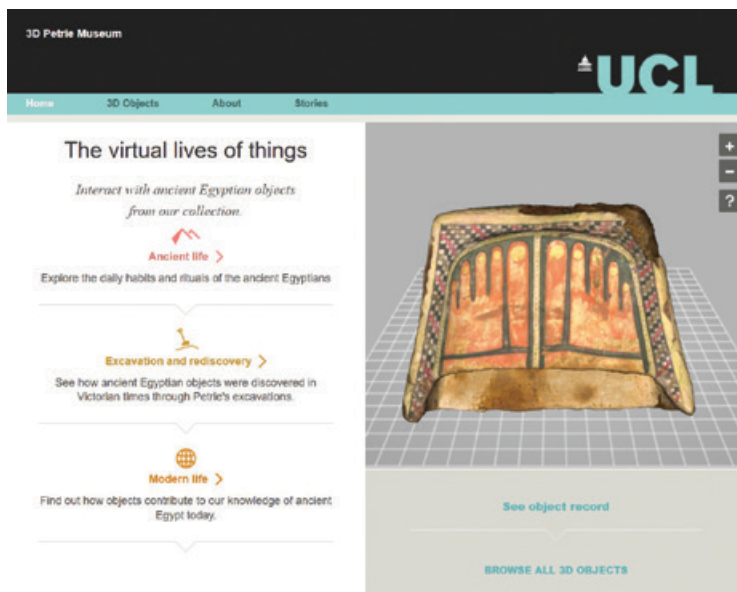 3D Petrie Museum
UCL
Home 3D Objects About Stories
The virtual lives of things
Interact with ancient Egyptian objects
from our collection.
Ancient life >
Explore the daily habits and rituals of the ancient Egyptians
Excavation and rediscovery >
See how ancient Egyptian objects were discovered in
Victorian times through Petrie's excavations.
Modern life >
Find out how objects contribute to our knowledge of ancient
Egypt today.
+
−
?
See object record
BROWSE ALL 3D OBJECTS